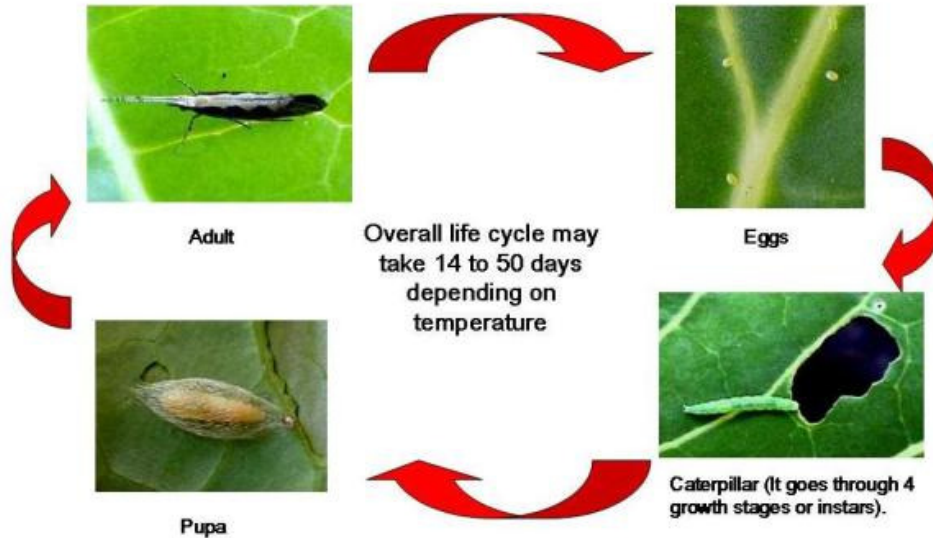 Adult
Eggs
Overall life cycle may
take 14 to 50 days
depending on
temperature
Caterpillar (It goes through 4
growth stages or instars).
Pupa